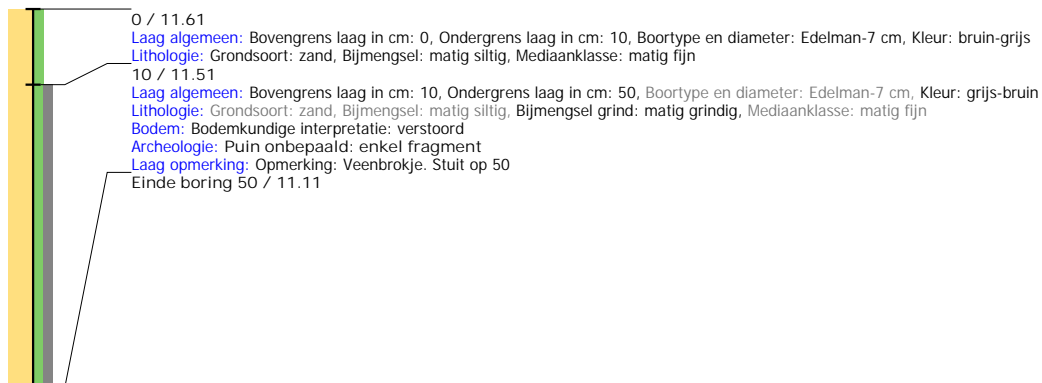 0 / 11.61
Laag algemeen: Bovengrens laag in cm: 0, Ondergrens laag in cm: 10, Boortype en diameter: Edelman-7 cm, Kleur: bruin-grijs
Lithologie: Grondsoort: zand, Bijmengsel: matig siltig, Mediaanklasse: matig fijn
10 / 11.51
Laag algemeen: Bovengrens laag in cm: 10, Ondergrens laag in cm: 50, Boortype en diameter: Edelman-7 cm, Kleur: grijs-bruin
Lithologie: Grondsoort: zand, Bijmengsel: matig siltig, Bijmengsel grind: matig grindig, Mediaanklasse: matig fijn
Bodem: Bodemkundige interpretatie: verstoord
Archeologie: Puin onbepaald: enkel fragment
Laag opmerking: Opmerking: Veenbrokje. Stuit op 50
Einde boring 50 / 11.11